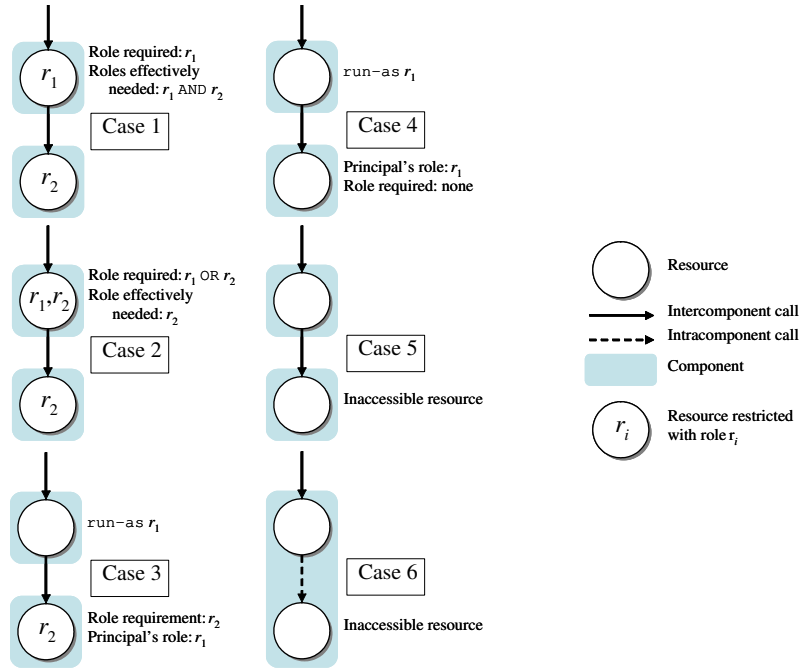 r1
Role required: r1
Roles effectively
needed: r1 AND r2
Case 1
r2
run-as r1
Case 4
Principal's role: r1
Role required: none
r1,r2
Role required: r1 OR r2
Role effectively
needed: r2
Case 2
r2
Case 5
Inaccessible resource
run-as r1
Case 3
r2
Role requirement: r2
Principal's role: r1
Case 6
Inaccessible resource
Resource
Intercomponent call
Intracomponent call
Component
ri
Resource restricted
with role ri